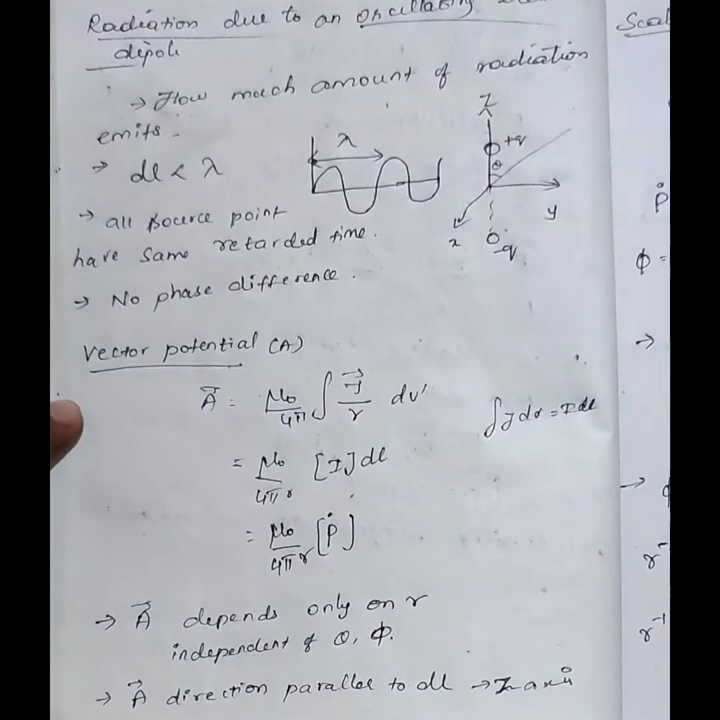 Radiation due to an oscillating
dipole
→ How much amount of radiation
emits.
→ dl < λ
λ
Z
+q
θ
y
x
-q
→ all source point
have same retarded time.
→ No phase difference.
Vector potential (A)
A⃗ = μ₀/4π ∫ J⃗/r dv'
∫J dv = I dl
= μ₀/4πr [I]dl
= μ₀/4πr [Ṗ]
→ A⃗ depends only on r
independent of θ, ϕ.
→ A⃗ direction parallel to dl → Z axis
Scal
Ṗ
ϕ =
→
→ ϕ
r⁻
r⁻¹